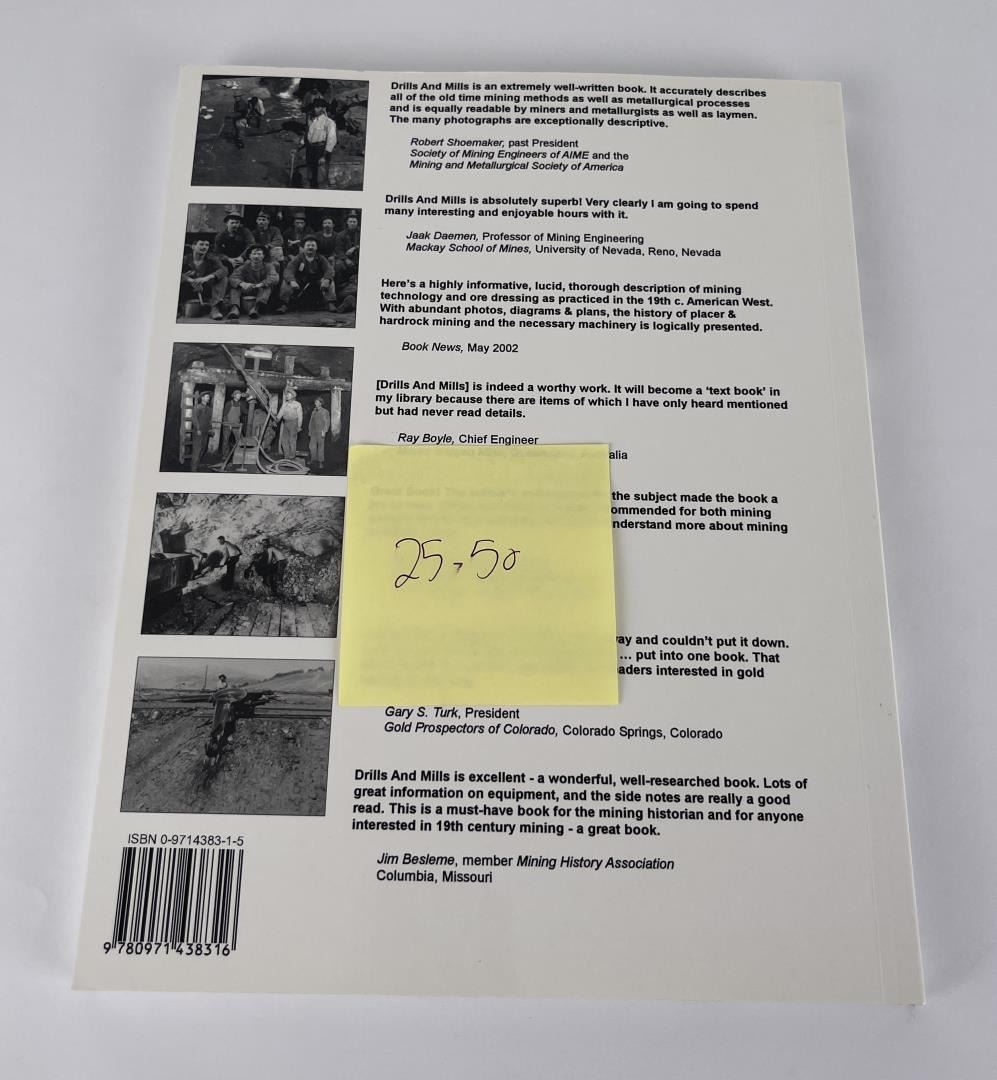 Drills And Mills is an extremely well-written book. It accurately describes
all of the old time mining methods as well as metallurgical processes
and is equally readable by miners and metallurgists as well as laymen.
The many photographs are exceptionally descriptive.
Robert Shoemaker, past President
Society of Mining Engineers of AIME and the
Mining and Metallurgical Society of America
Drills And Mills is absolutely superb! Very clearly I am going to spend
many interesting and enjoyable hours with it.
Jaak Daemen, Professor of Mining Engineering
Mackay School of Mines, University of Nevada, Reno, Nevada
Here's a highly informative, lucid, thorough description of mining
technology and ore dressing as practiced in the 19th c. American West.
With abundant photos, diagrams & plans, the history of placer &
hardrock mining and the necessary machinery is logically presented.
Book News, May 2002
[Drills And Mills] is indeed a worthy work. It will become a 'text book' in
my library because there are items of which I have only heard mentioned
but had never read details.
Ray Boyle, Chief Engineer
alia
the subject made the book a
ommended for both mining
nderstand more about mining
25.50
ay and couldn't put it down.
... put into one book. That
aders interested in gold
Gary S. Turk, President
Gold Prospectors of Colorado, Colorado Springs, Colorado
Drills And Mills is excellent - a wonderful, well-researched book. Lots of
great information on equipment, and the side notes are really a good
read. This is a must-have book for the mining historian and for anyone
interested in 19th century mining - a great book.
Jim Besleme, member Mining History Association
Columbia, Missouri
ISBN 0-9714383-1-5
9 780971 438316